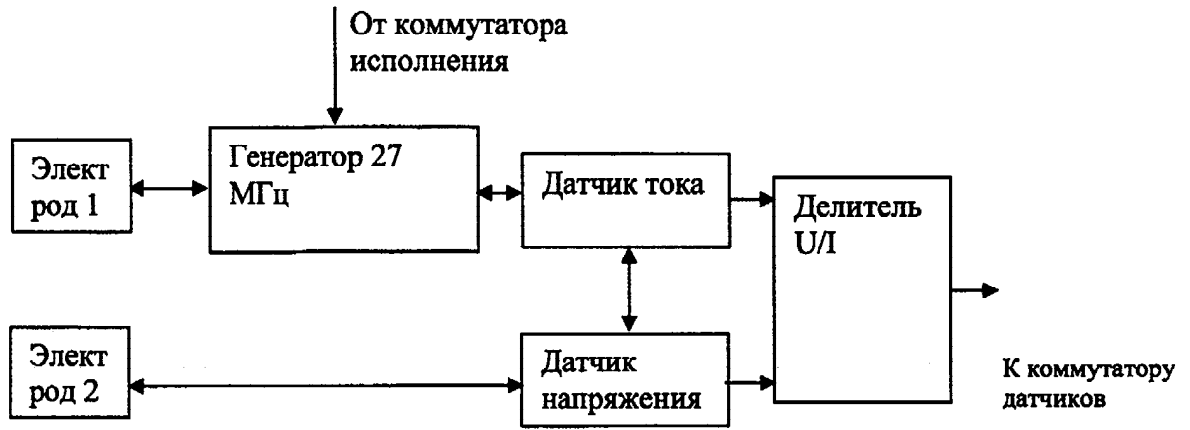 От коммутатора
исполнения
Элект
род 1
Генератор 27
МГц
Датчик тока
Делитель
U/I
Элект
род 2
Датчик
напряжения
К коммутатору
датчиков